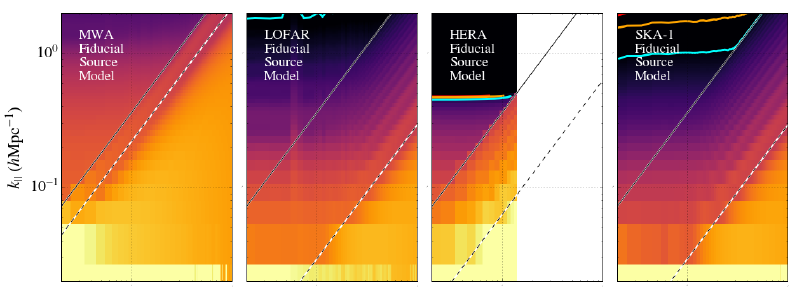 MWA
Fiducial
Source
Model
LOFAR
Fiducial
Source
Model
HERA
Fiducial
Source
Model
SKA-1
Fiducial
Source
Model
10⁰
10⁻¹
k∥ (hMpc⁻¹)